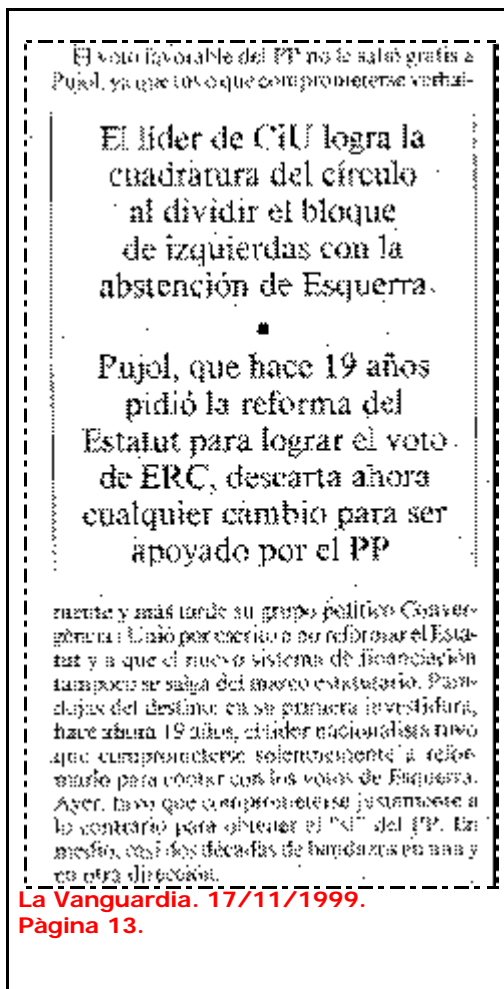 El voto favorable del PP no le salió gratis a
Pujol, ya que tuvo que comprometerse verbal-
El líder de CiU logra la
cuadratura del círculo
al dividir el bloque
de izquierdas con la
abstención de Esquerra.
Pujol, que hace 19 años
pidió la reforma del
Estatut para lograr el voto
de ERC, descarta ahora
cualquier cambio para ser
apoyado por el PP
mente y más tarde su grupo político Conver-
gència i Unió por escrito a no reformar el Esta-
tut y a que el nuevo sistema de financiación
tampoco se salga del marco estatutario. Para-
dojas del destino: en su primera investidura,
hace ahora 19 años, el líder nacionalista tuvo
que comprometerse solemnemente a refor-
marlo para contar con los votos de Esquerra.
Ayer, tuvo que comprometerse justamente a
lo contrario para obtener el "sí" del PP. En
medio, casi dos décadas de bandazos en una y
en otra dirección.
La Vanguardia. 17/11/1999.
Pàgina 13.